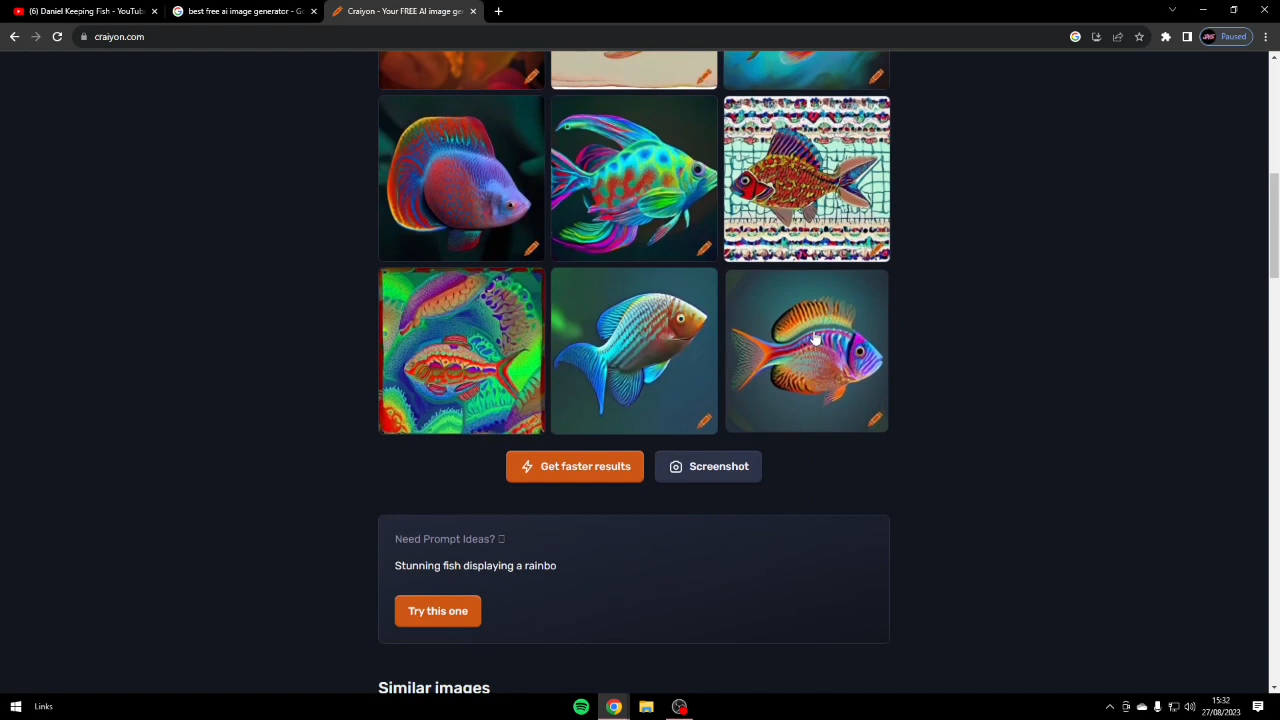 (6) Daniel Keeping Fish - YouTub
best free ai image generator - Go
Craiyon - Your FREE AI image ge
craiyon.com
Paused
Get faster results
Screenshot
Need Prompt Ideas?
Stunning fish displaying a rainbo
Try this one
Similar images
Links
15:32
27/08/2023